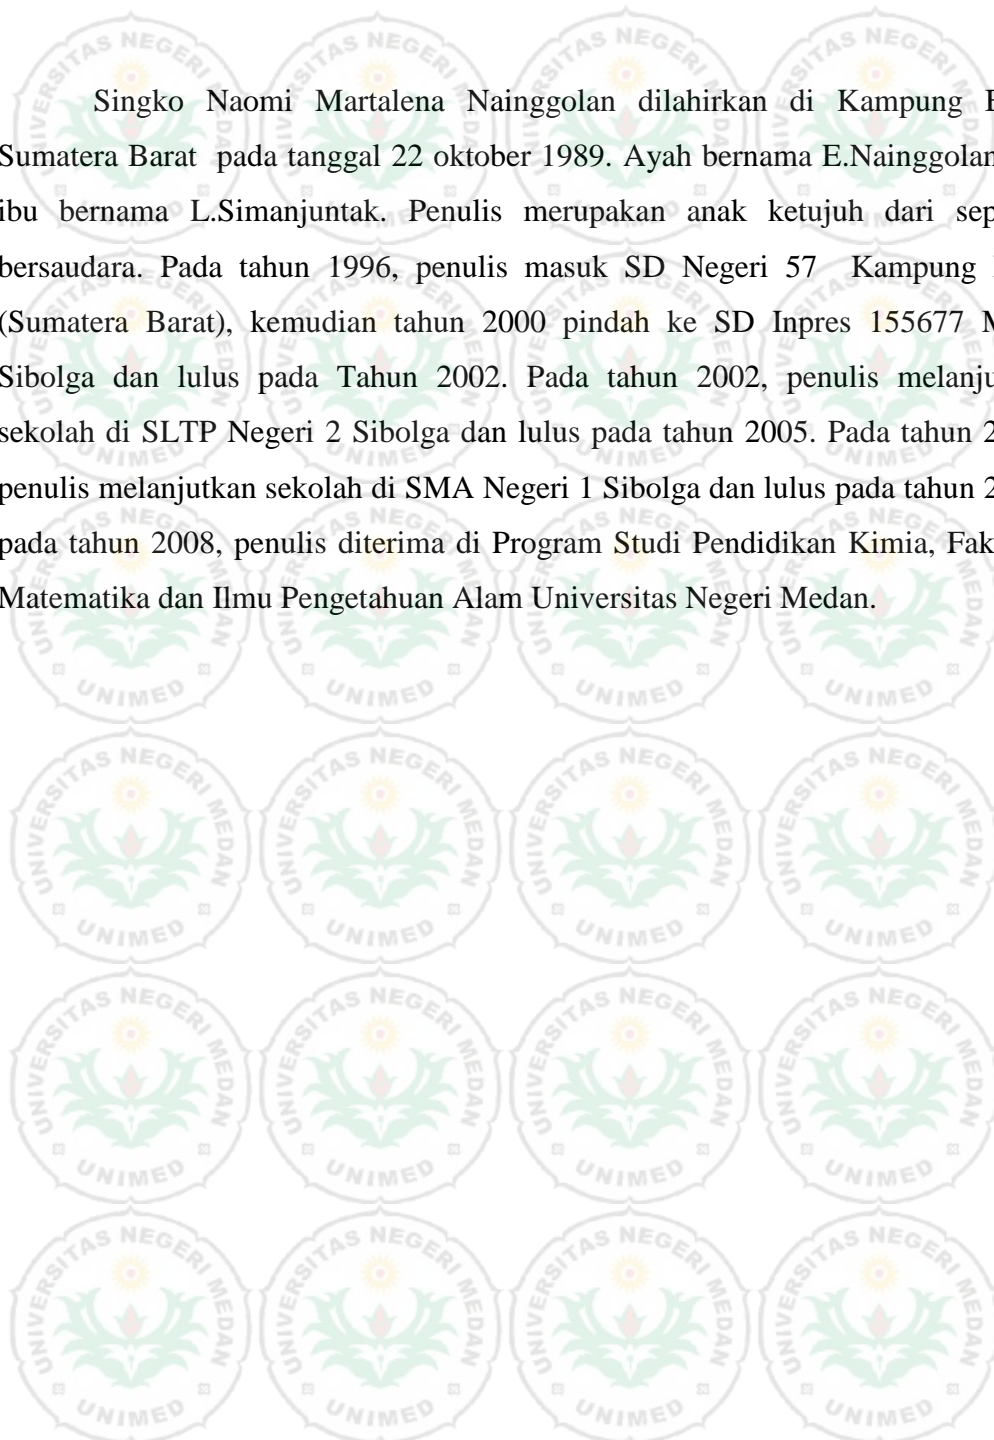 Singko Naomi Martalena Nainggolan dilahirkan di Kampung
Sumatera Barat pada tanggal 22 oktober 1989. Ayah bernama E.Nainggolan
ibu bernama L.Simanjuntak. Penulis merupakan anak ketujuh dari
bersaudara. Pada tahun 1996, penulis masuk SD Negeri 57 Kampung
(Sumatera Barat), kemudian tahun 2000 pindah ke SD Inpres 155677
Sibolga dan lulus pada Tahun 2002. Pada tahun 2002, penulis
sekolah di SLTP Negeri 2 Sibolga dan lulus pada tahun 2005. Pada tahun
penulis melanjutkan sekolah di SMA Negeri 1 Sibolga dan lulus pada tahun
pada tahun 2008, penulis diterima di Program Studi Pendidikan Kimia,
Matematika dan Ilmu Pengetahuan Alam Universitas Negeri Medan.
UNIVERSITAS NEGERI MEDAN
UNIMED